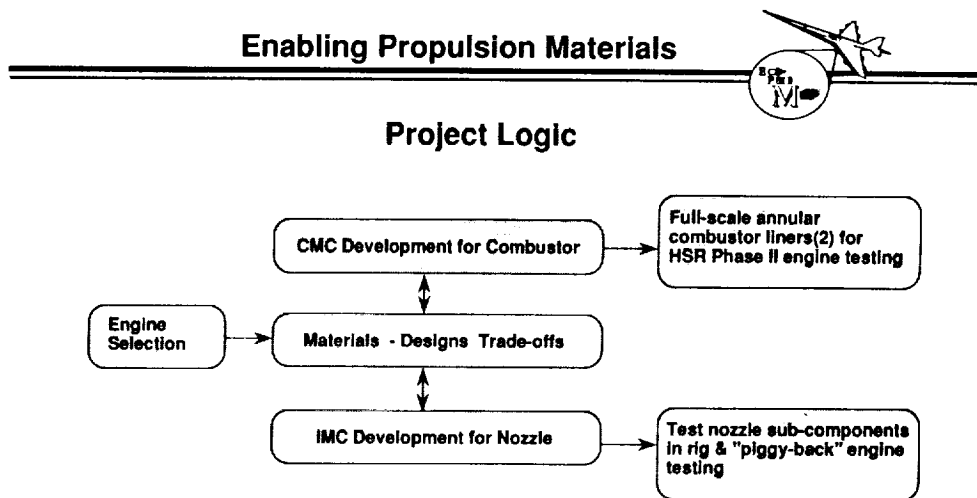 Enabling Propulsion Materials
Project Logic
CMC Development for Combustor
Full-scale annular
combustor liners(2) for
HSR Phase II engine testing
Engine
Selection
Materials - Designs Trade-offs
IMC Development for Nozzle
Test nozzle sub-components
in rig & "piggy-back" engine
testing